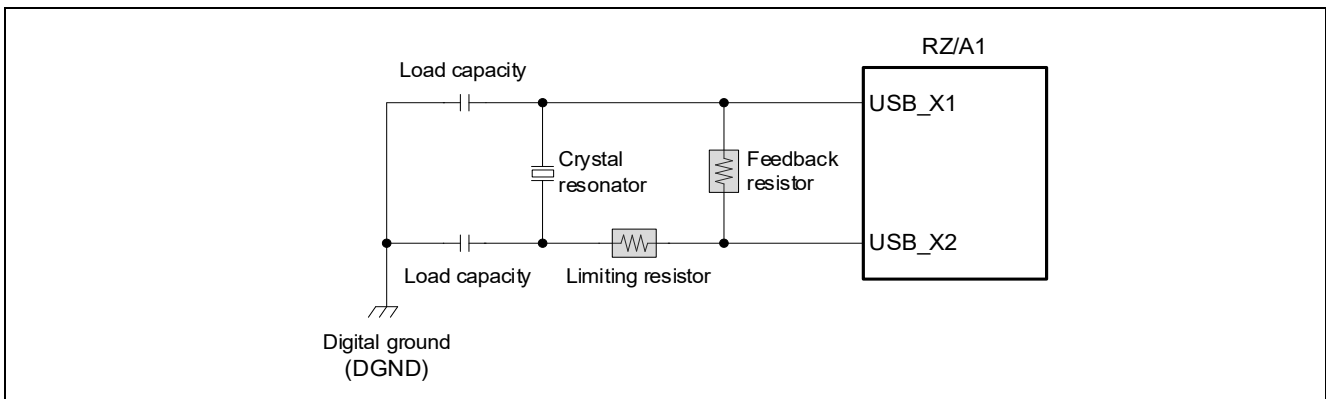 RZ/A1
Load capacity
USB_X1
Crystal
resonator
Feedback
resistor
USB_X2
Load capacity
Limiting resistor
Digital ground
(DGND)